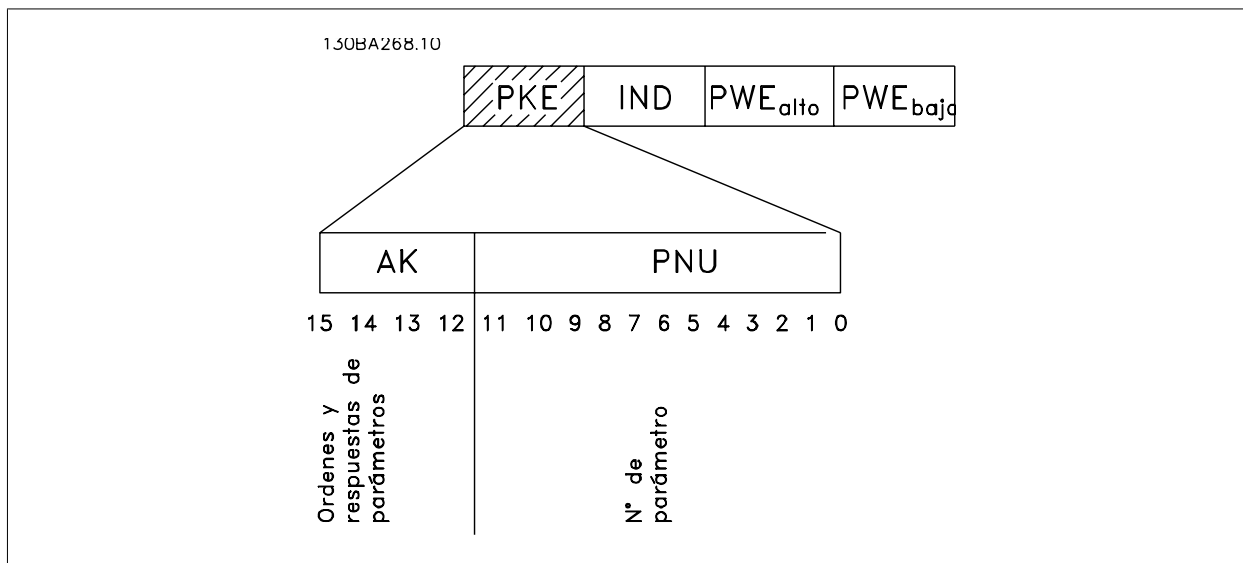 130BA268.10
PKE IND PWEalto PWEbajo
AK PNU
15 14 13 12 11 10 9 8 7 6 5 4 3 2 1 0
Ordenes y
respuestas de
parámetros
N° de
parámetro